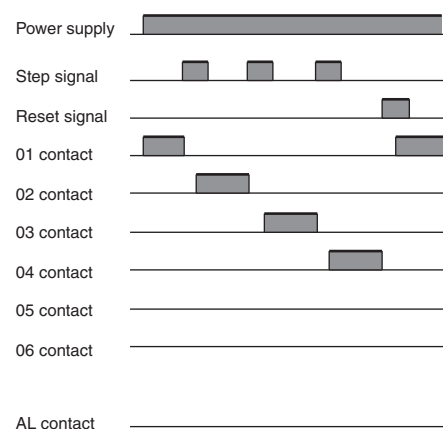 Power supply
Step signal
Reset signal
01 contact
02 contact
03 contact
04 contact
05 contact
06 contact
AL contact